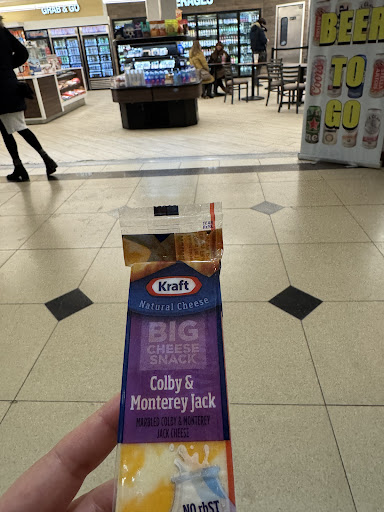 GRAB & GO
BEVERAGES
BEER
TO
GO
Kraft
Natural Cheese
BIG
CHEESE
SNACK
Colby &
Monterey Jack
MARBLED COLBY & MONTEREY
JACK CHEESE
NO rbST